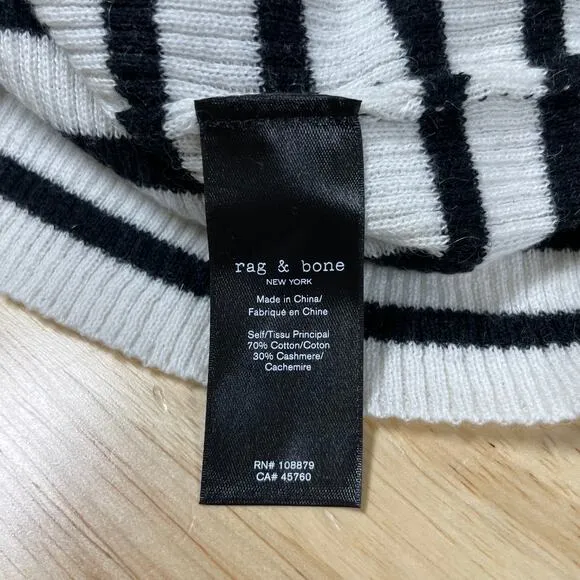 rag & bone
NEW YORK
Made in China/
Fabriqué en Chine
Self/Tissu Principal
70% Cotton/Coton
30% Cashmere/
Cachemire
RN# 108879
CA# 45760